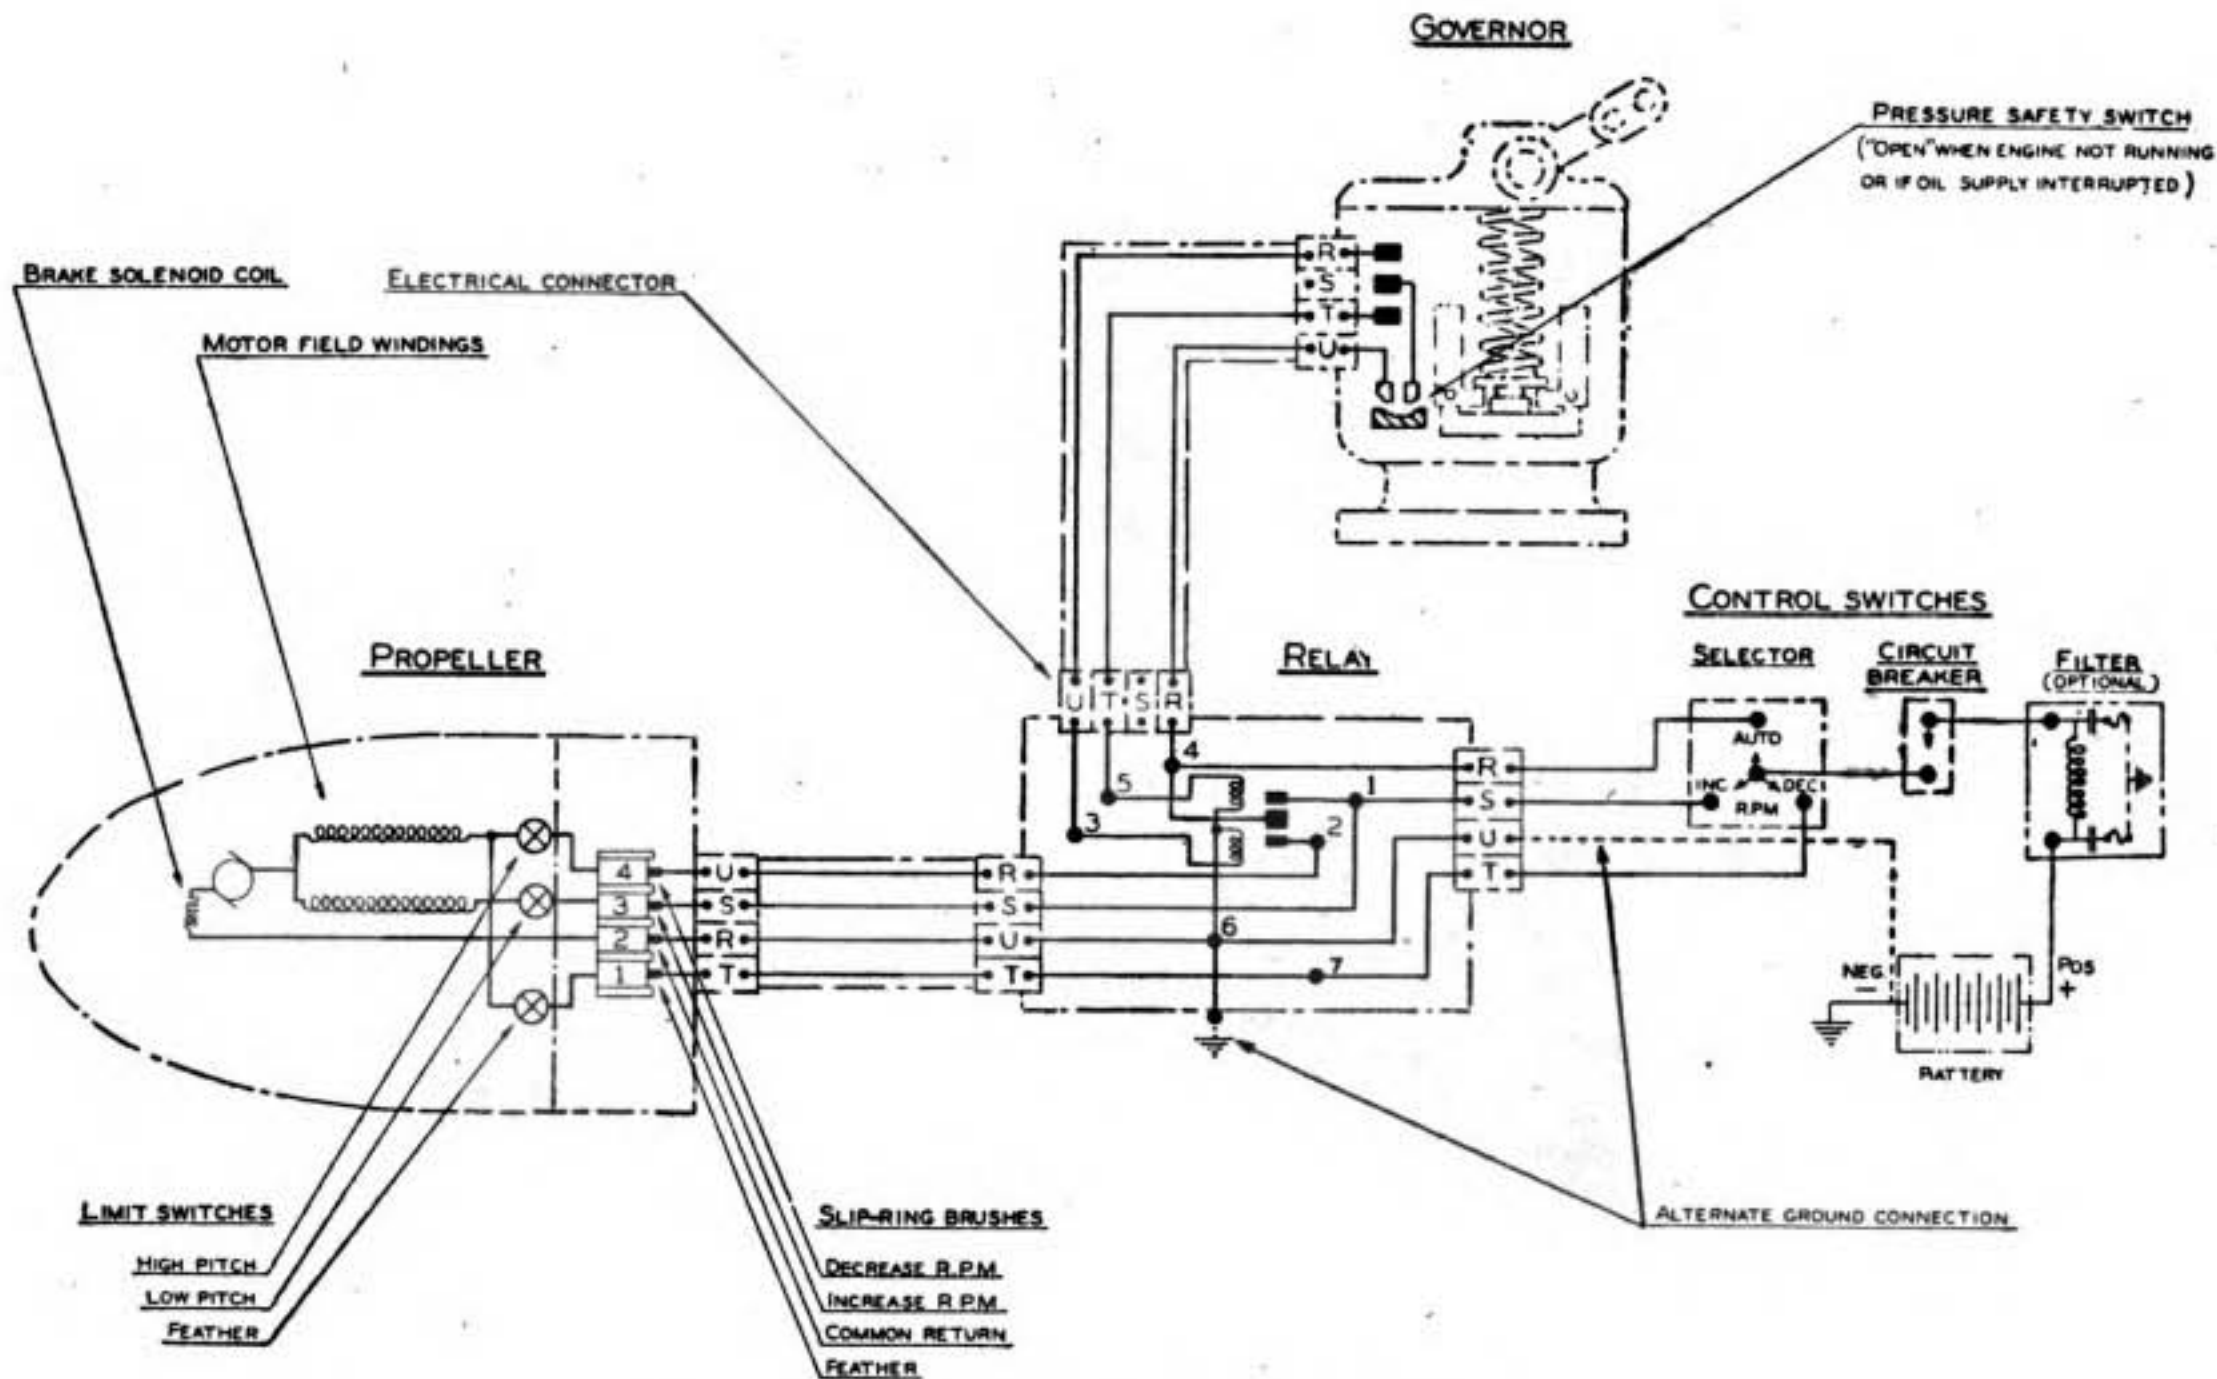 GOVERNOR
PRESSURE SAFETY SWITCH
("OPEN" WHEN ENGINE NOT RUNNING
OR IF OIL SUPPLY INTERRUPTED)
BRAKE SOLENOID COIL
ELECTRICAL CONNECTOR
MOTOR FIELD WINDINGS
R
S
T
U
CONTROL SWITCHES
PROPELLER
RELAY
SELECTOR
CIRCUIT
BREAKER
FILTER
(OPTIONAL)
U T S R
AUTO
INC DEC
R.P.M
4
5
3
1
2
6
7
R
S
U
T
4 U R
3 S S
2 R U
1 T T
NEG.
-
POS
+
BATTERY
LIMIT SWITCHES
HIGH PITCH
LOW PITCH
FEATHER
SLIP-RING BRUSHES
DECREASE R.P.M
INCREASE R.P.M
COMMON RETURN
FEATHER
ALTERNATE GROUND CONNECTION